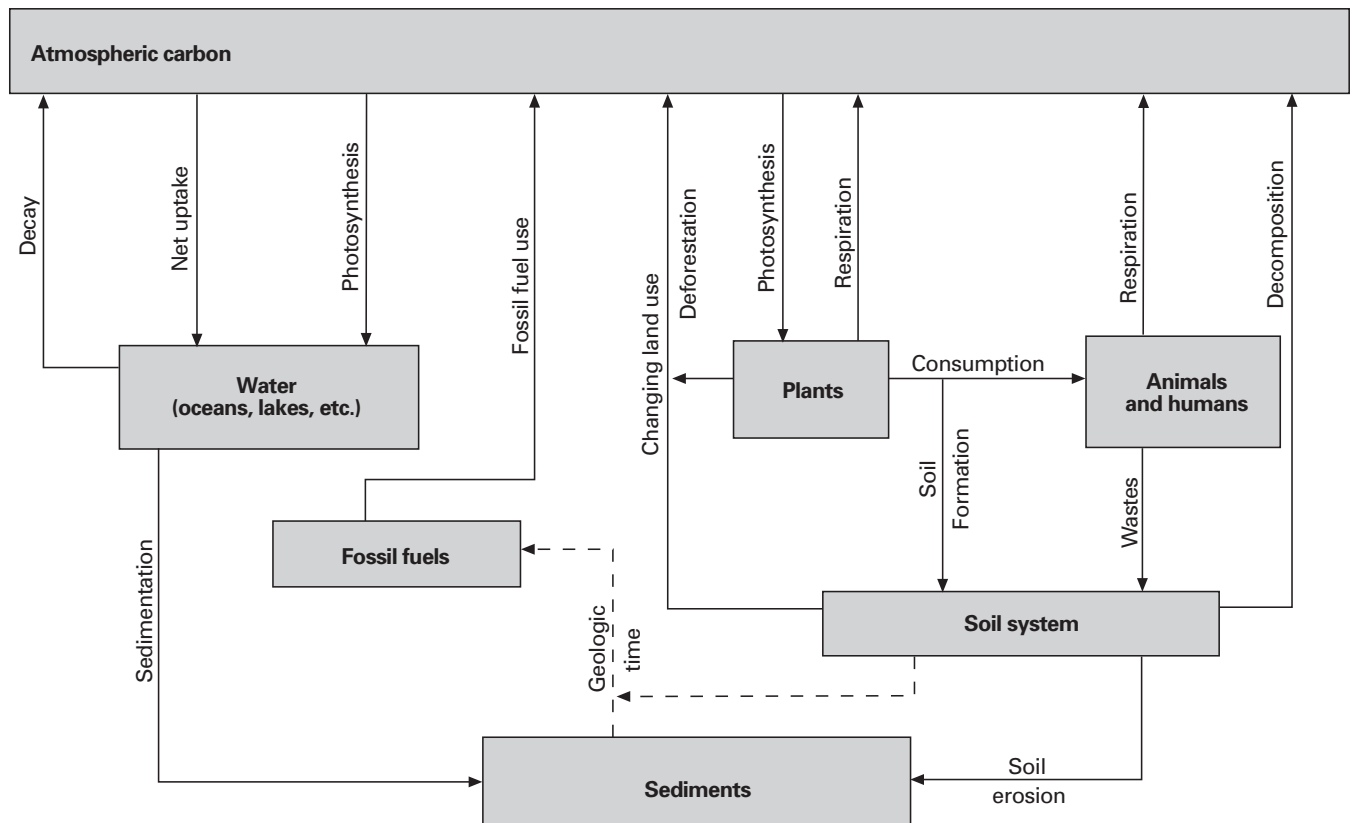 Atmospheric carbon
Decay
Net uptake
Photosynthesis
Fossil fuel use
Changing land use
Deforestation
Photosynthesis
Respiration
Respiration
Decomposition
Water
(oceans, lakes, etc.)
Plants
Consumption
Animals
and humans
Soil
Formation
Wastes
Fossil fuels
Sedimentation
Geologic
time
Soil system
Sediments
Soil
erosion